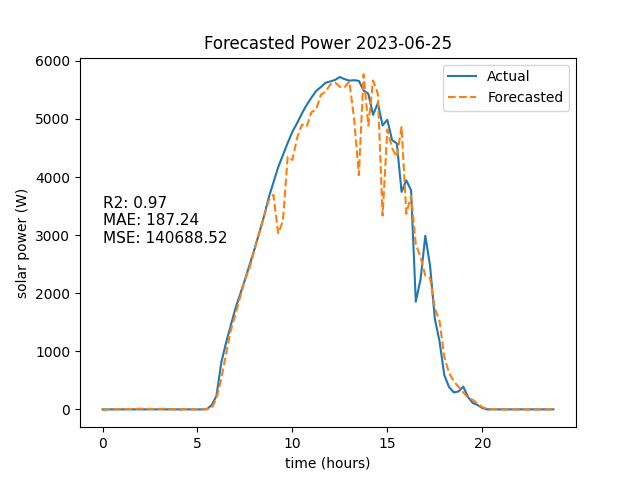 Forecasted Power 2023-06-25
6000
5000
4000
3000
2000
1000
0
solar power (W)
Actual
Forecasted
R2: 0.97
MAE: 187.24
MSE: 140688.52
0 5 10 15 20
time (hours)